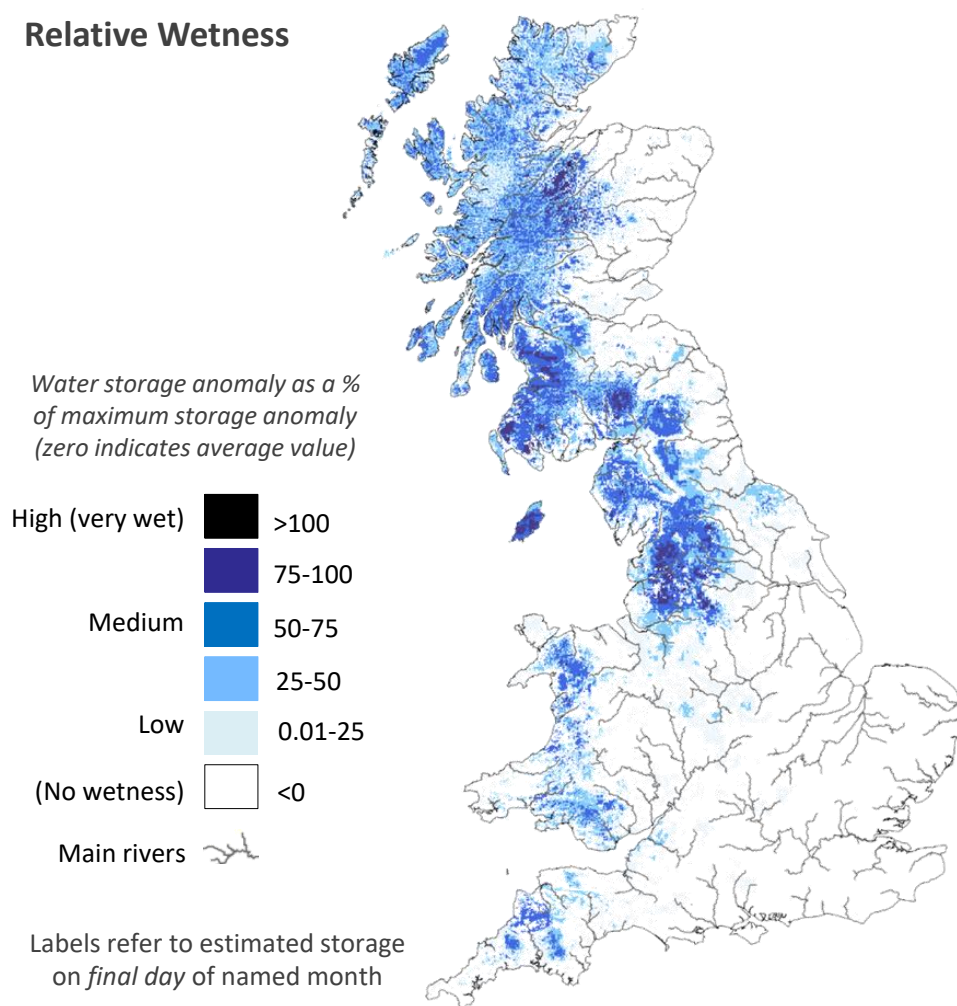 Relative Wetness
Water storage anomaly as a %
of maximum storage anomaly
(zero indicates average value)
High (very wet) >100
75-100
Medium 50-75
25-50
Low 0.01-25
(No wetness) <0
Main rivers
Labels refer to estimated storage
on final day of named month